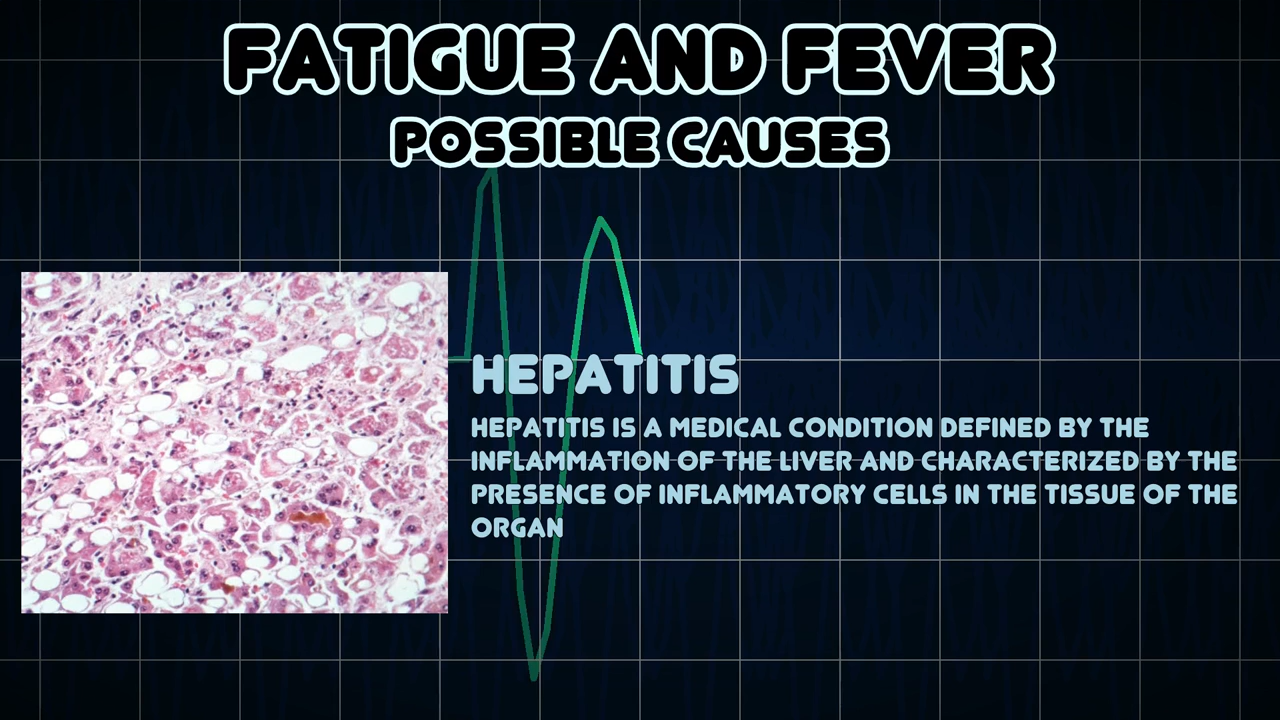 FATIGUE AND FEVER
POSSIBLE CAUSES
HEPATITIS
HEPATITIS IS A MEDICAL CONDITION DEFINED BY THE
INFLAMMATION OF THE LIVER AND CHARACTERIZED BY THE
PRESENCE OF INFLAMMATORY CELLS IN THE TISSUE OF THE
ORGAN